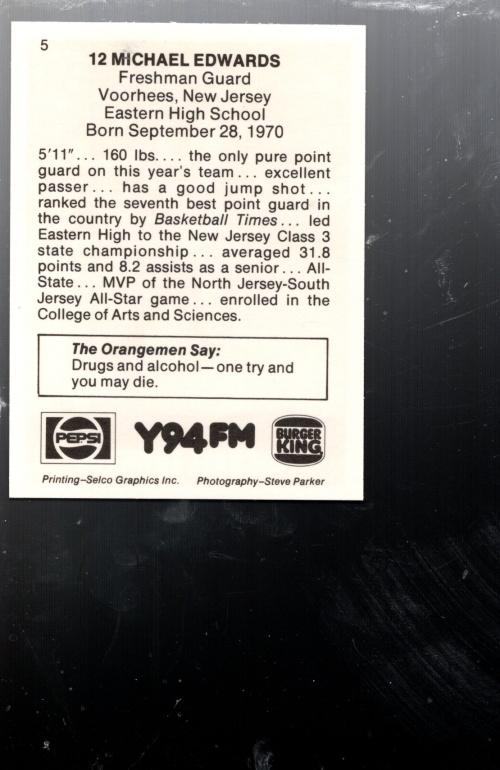 5
12 MICHAEL EDWARDS
Freshman Guard
Voorhees, New Jersey
Eastern High School
Born September 28, 1970
5'11"... 160 lbs.... the only pure point
guard on this year's team... excellent
passer... has a good jump shot...
ranked the seventh best point guard in
the country by Basketball Times... led
Eastern High to the New Jersey Class 3
state championship... averaged 31.8
points and 8.2 assists as a senior... All-
State... MVP of the North Jersey-South
Jersey All-Star game... enrolled in the
College of Arts and Sciences.
The Orangemen Say:
Drugs and alcohol—one try and
you may die.
PEPSI Y94FM BURGER KING
Printing–Selco Graphics Inc. Photography–Steve Parker